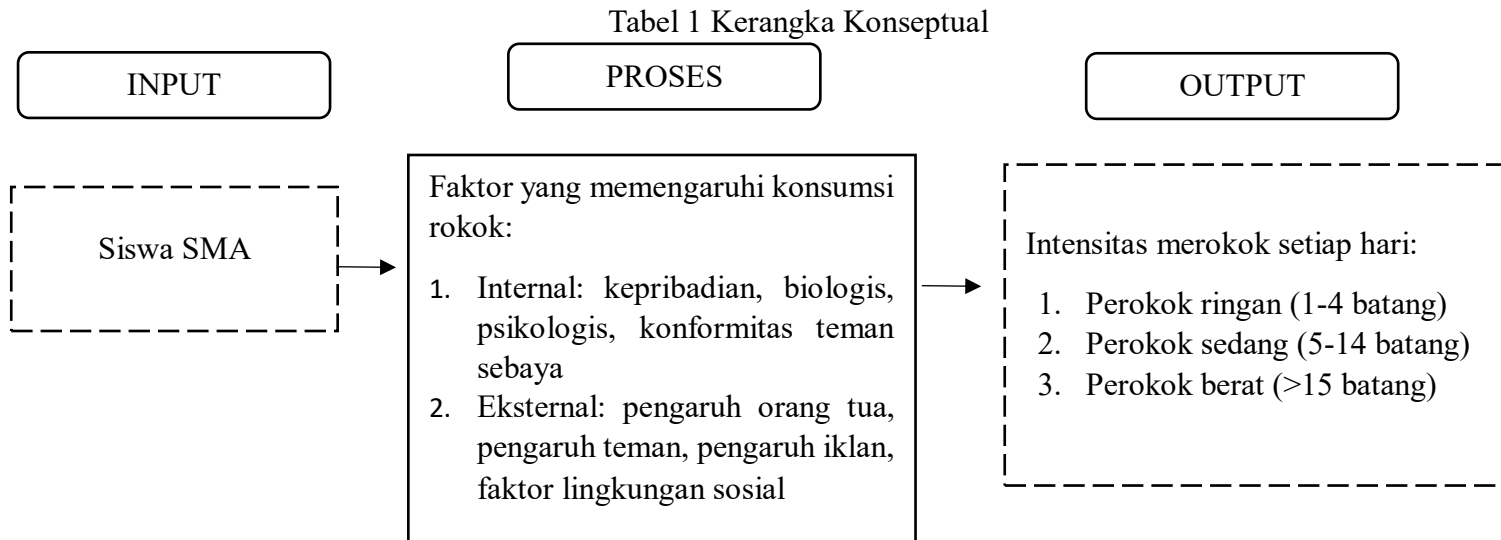 Tabel 1 Kerangka Konseptual
INPUT
PROSES
OUTPUT
Siswa SMA
Faktor yang memengaruhi konsumsi
rokok:
1. Internal: kepribadian, biologis,
psikologis, konformitas teman
sebaya
2. Eksternal: pengaruh orang tua,
pengaruh teman, pengaruh iklan,
faktor lingkungan sosial
Intensitas merokok setiap hari:
1. Perokok ringan (1-4 batang)
2. Perokok sedang (5-14 batang)
3. Perokok berat (>15 batang)